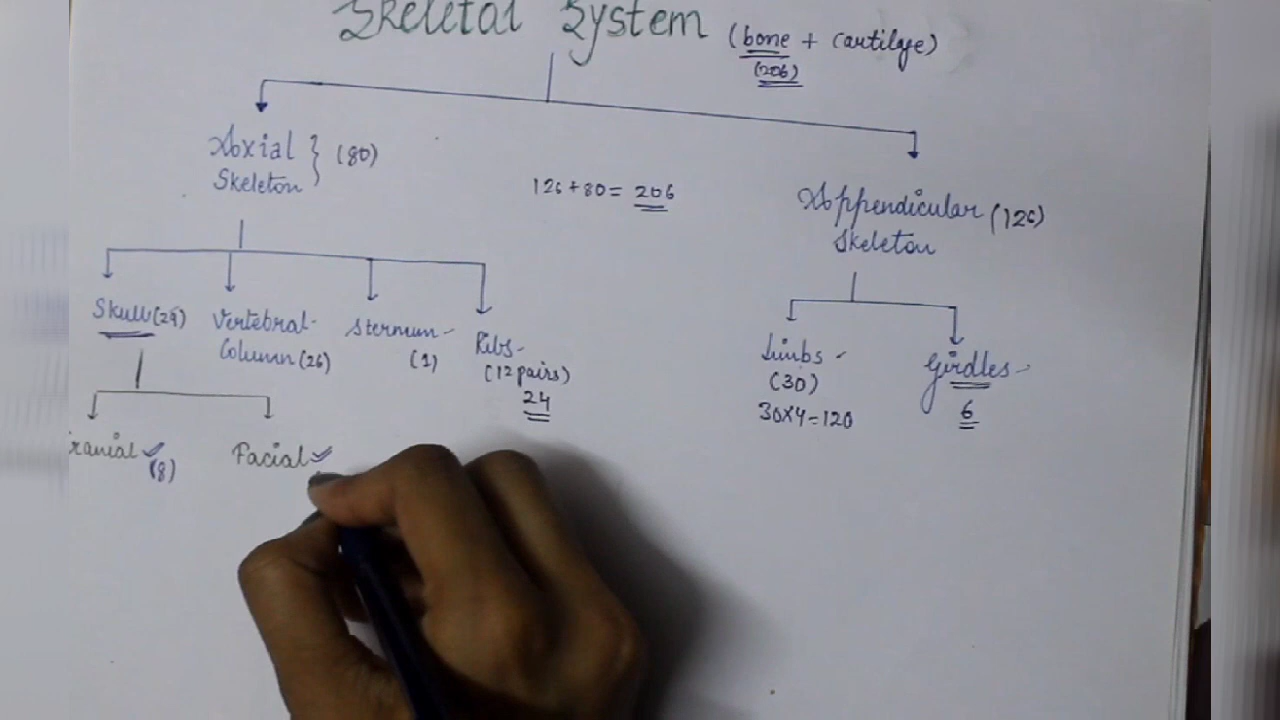 Skeletal System (bone + cartilage)
(206)
Axial
Skeleton } (80)
126+80= 206
Appendicular (126)
Skeleton
Skull (29)
Vertebral-
Column (26)
Sternum -
(1)
Ribs-
(12 pairs)
24
Limbs -
(30)
30X4=120
Girdles -
6
ranial
(8)
Facial